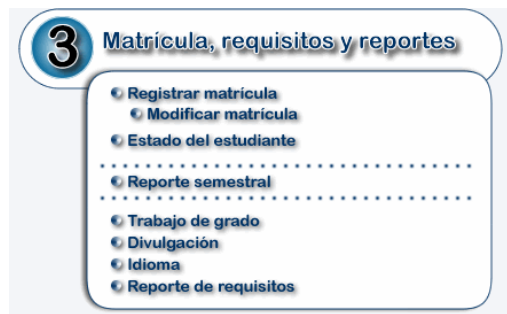 3 Matrícula, requisitos y reportes
Registrar matrícula
Modificar matrícula
Estado del estudiante
Reporte semestral
Trabajo de grado
Divulgación
Idioma
Reporte de requisitos